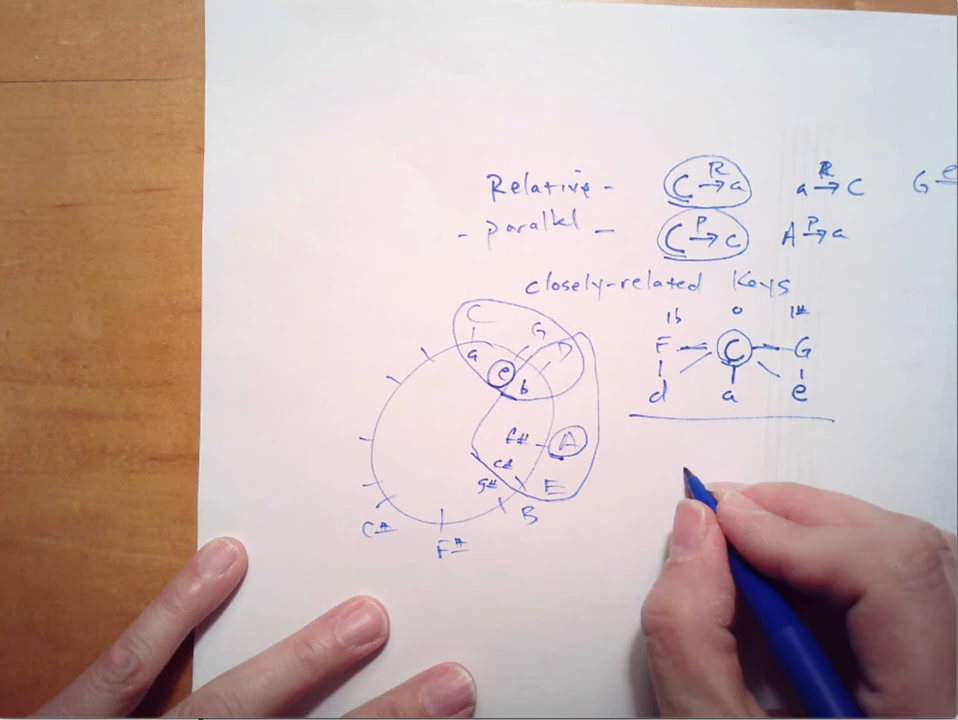 Relative - C R→ a a R→ C G e
- parallel - C P→ c A P→ a
closely-related Keys
1b 0 1#
F C G
d a e
C
G
a
e
b
f# A
c#
g# E
B
C#
F#